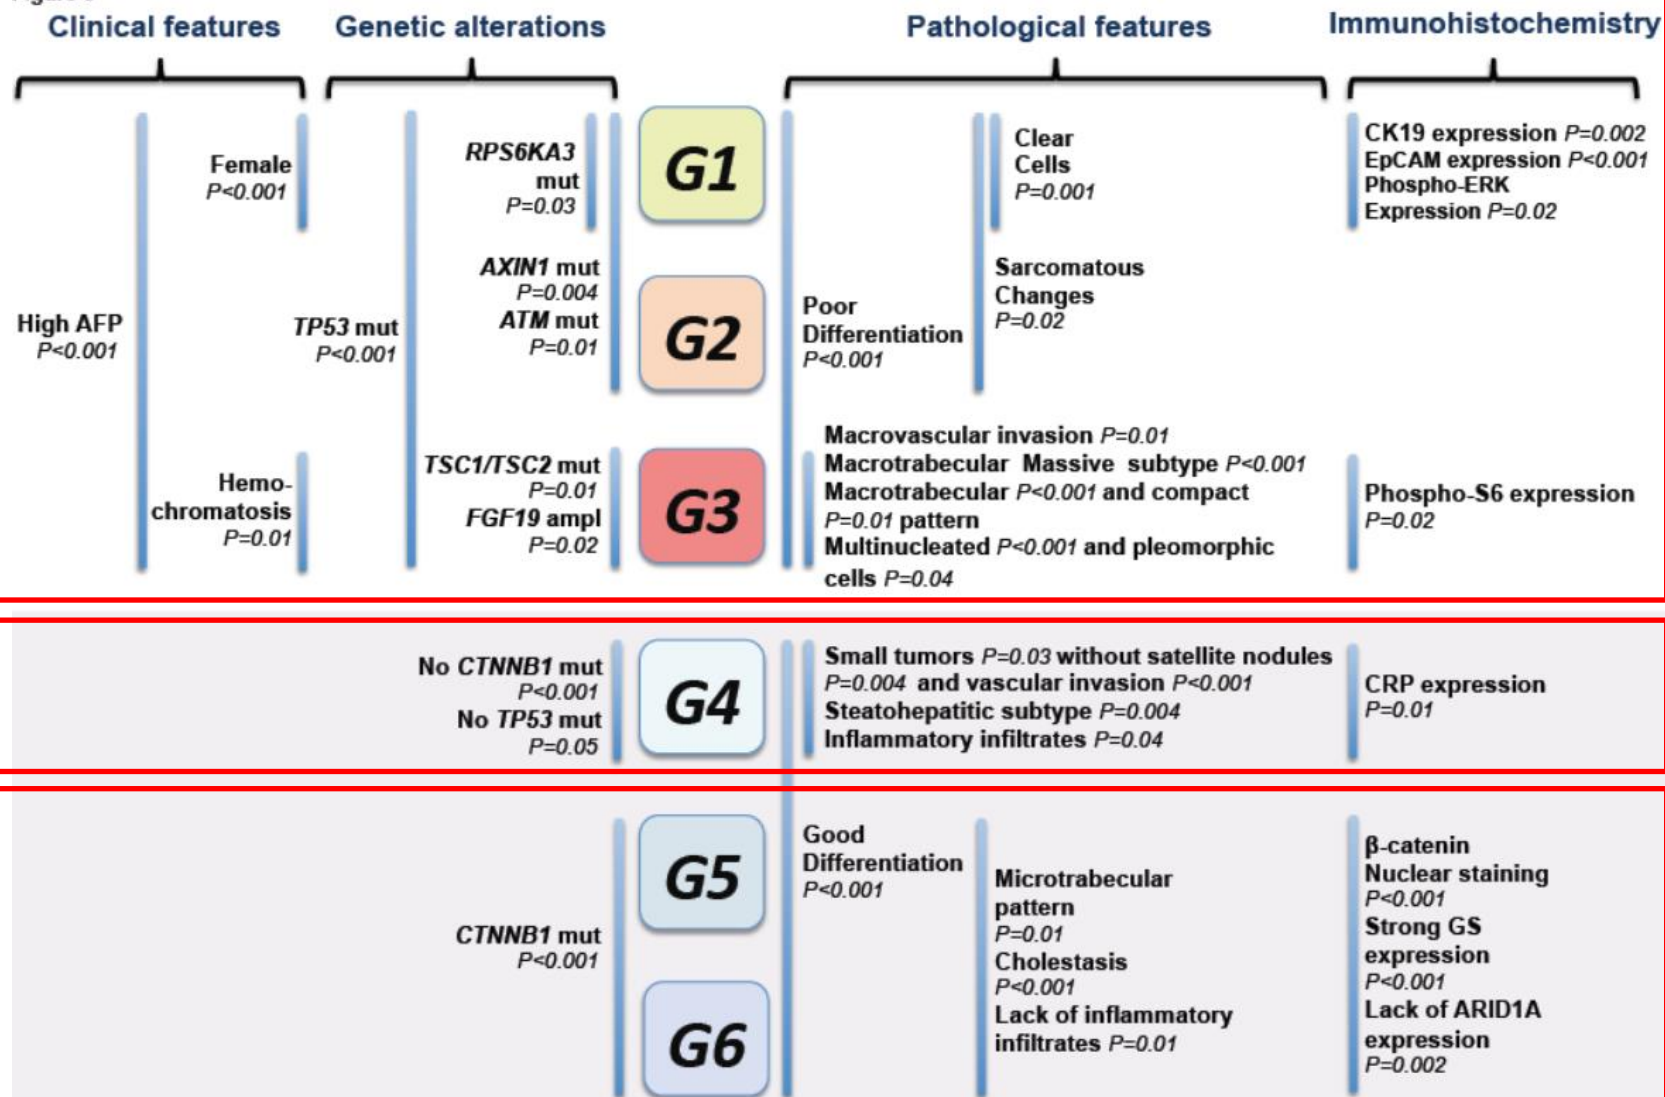 Clinical features
Genetic alterations
Pathological features
Immunohistochemistry
High AFP
P<0.001
Female
P<0.001
Hemo-
chromatosis
P=0.01
TP53 mut
P<0.001
RPS6KA3
mut
P=0.03
AXIN1 mut
P=0.004
ATM mut
P=0.01
TSC1/TSC2 mut
P=0.01
FGF19 ampl
P=0.02
G1
G2
G3
Poor
Differentiation
P<0.001
Clear
Cells
P=0.001
Sarcomatous
Changes
P=0.02
Macrovascular invasion P=0.01
Macrotrabecular Massive subtype P<0.001
Macrotrabecular P<0.001 and compact
P=0.01 pattern
Multinucleated P<0.001 and pleomorphic
cells P=0.04
CK19 expression P=0.002
EpCAM expression P<0.001
Phospho-ERK
Expression P=0.02
Phospho-S6 expression
P=0.02
No CTNNB1 mut
P<0.001
No TP53 mut
P=0.05
G4
Small tumors P=0.03 without satellite nodules
P=0.004 and vascular invasion P<0.001
Steatohepatitic subtype P=0.004
Inflammatory infiltrates P=0.04
CRP expression
P=0.01
CTNNB1 mut
P<0.001
G5
G6
Good
Differentiation
P<0.001
Microtrabecular
pattern
P=0.01
Cholestasis
P<0.001
Lack of inflammatory
infiltrates P=0.01
β-catenin
Nuclear staining
P<0.001
Strong GS
expression
P<0.001
Lack of ARID1A
expression
P=0.002